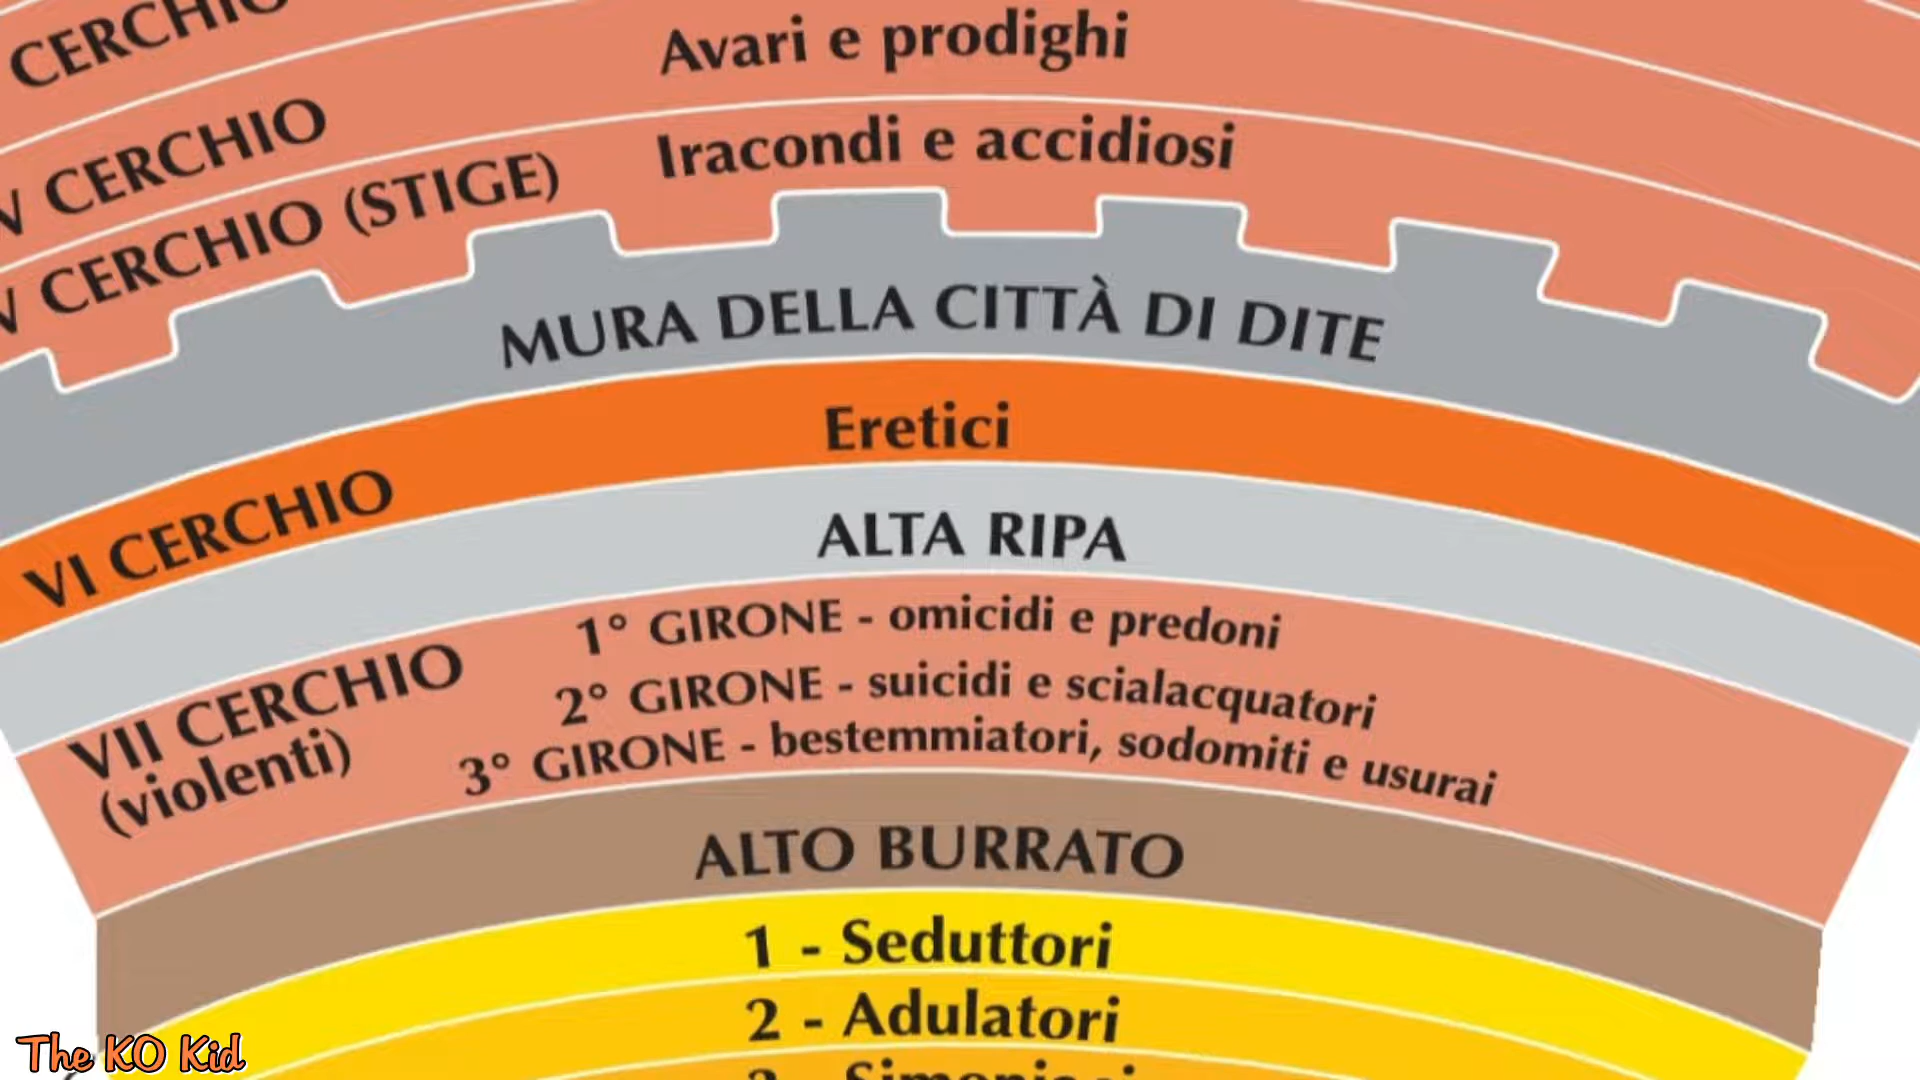 CERCHIO
Avari e prodighi
V CERCHIO
Iracondi e accidiosi
V CERCHIO (STIGE)
MURA DELLA CITTÀ DI DITE
Eretici
VI CERCHIO
ALTA RIPA
1° GIRONE - omicidi e predoni
VII CERCHIO
(violenti)
2° GIRONE - suicidi e scialacquatori
3° GIRONE - bestemmiatori, sodomiti e usurai
ALTO BURRATO
1 - Seduttori
2 - Adulatori
The KO Kid